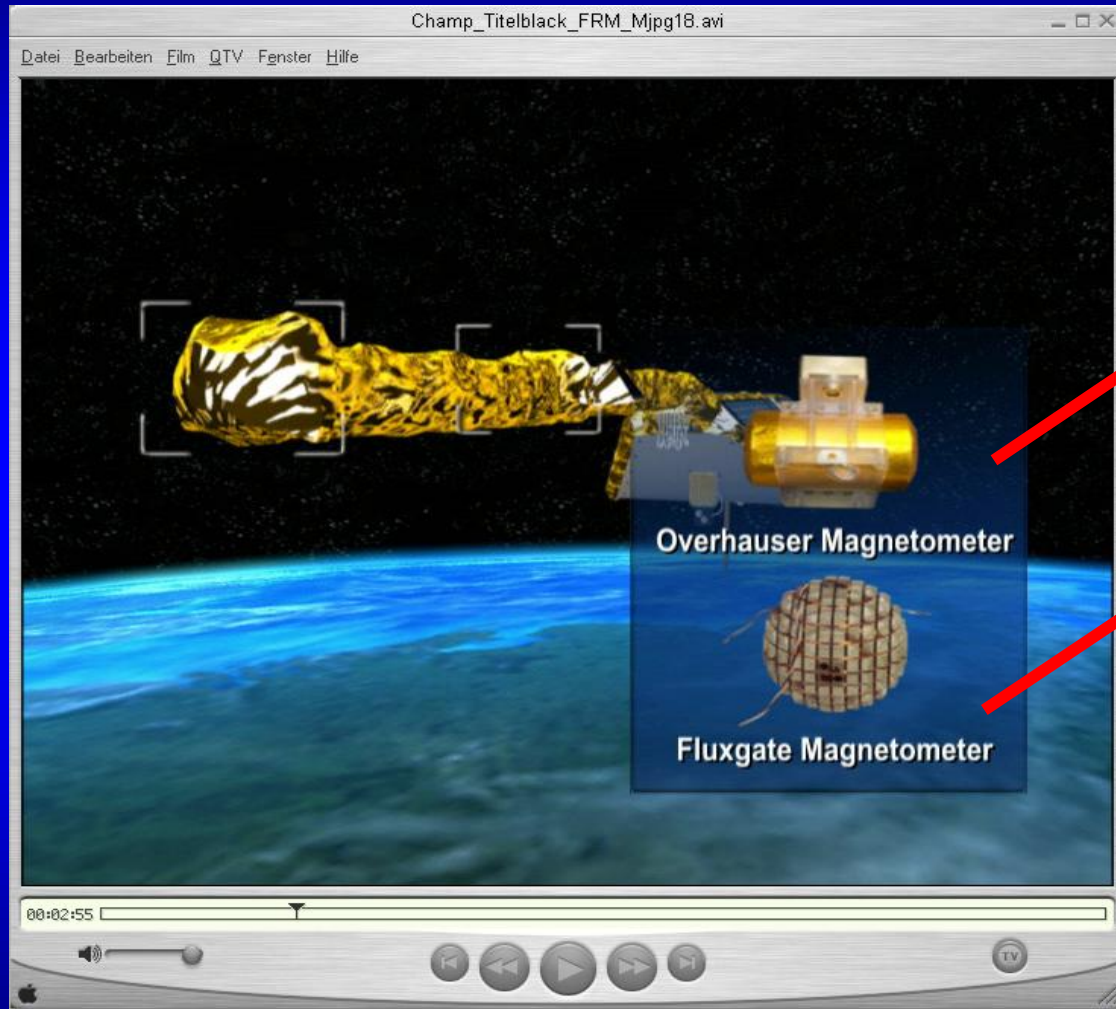 Champ_Titelblack_FRM_Mjpg18.avi
Datei Bearbeiten Film QTV Fenster Hilfe
Overhauser Magnetometer
Fluxgate Magnetometer
00:02:55
TV